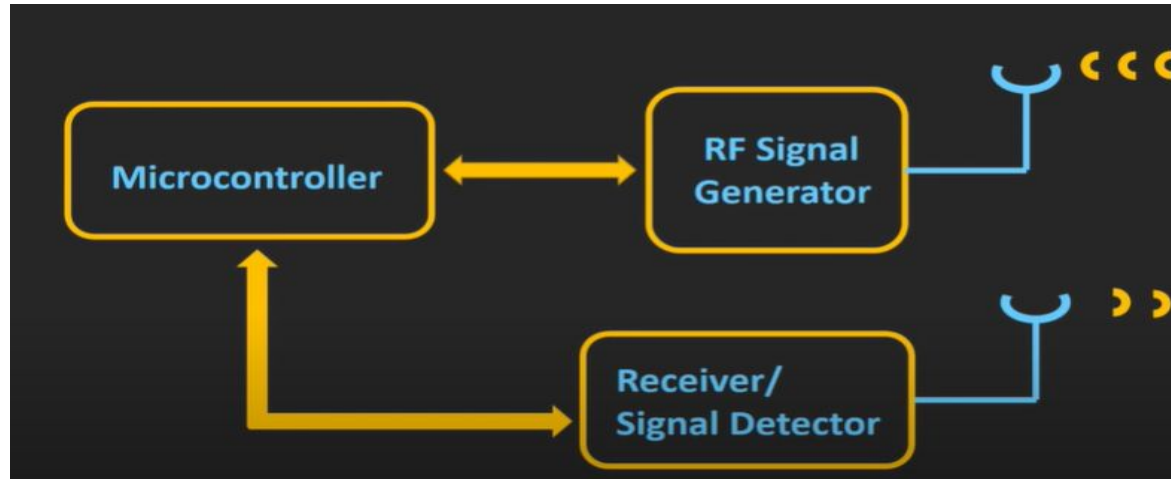 Microcontroller
RF Signal
Generator
Receiver/
Signal Detector